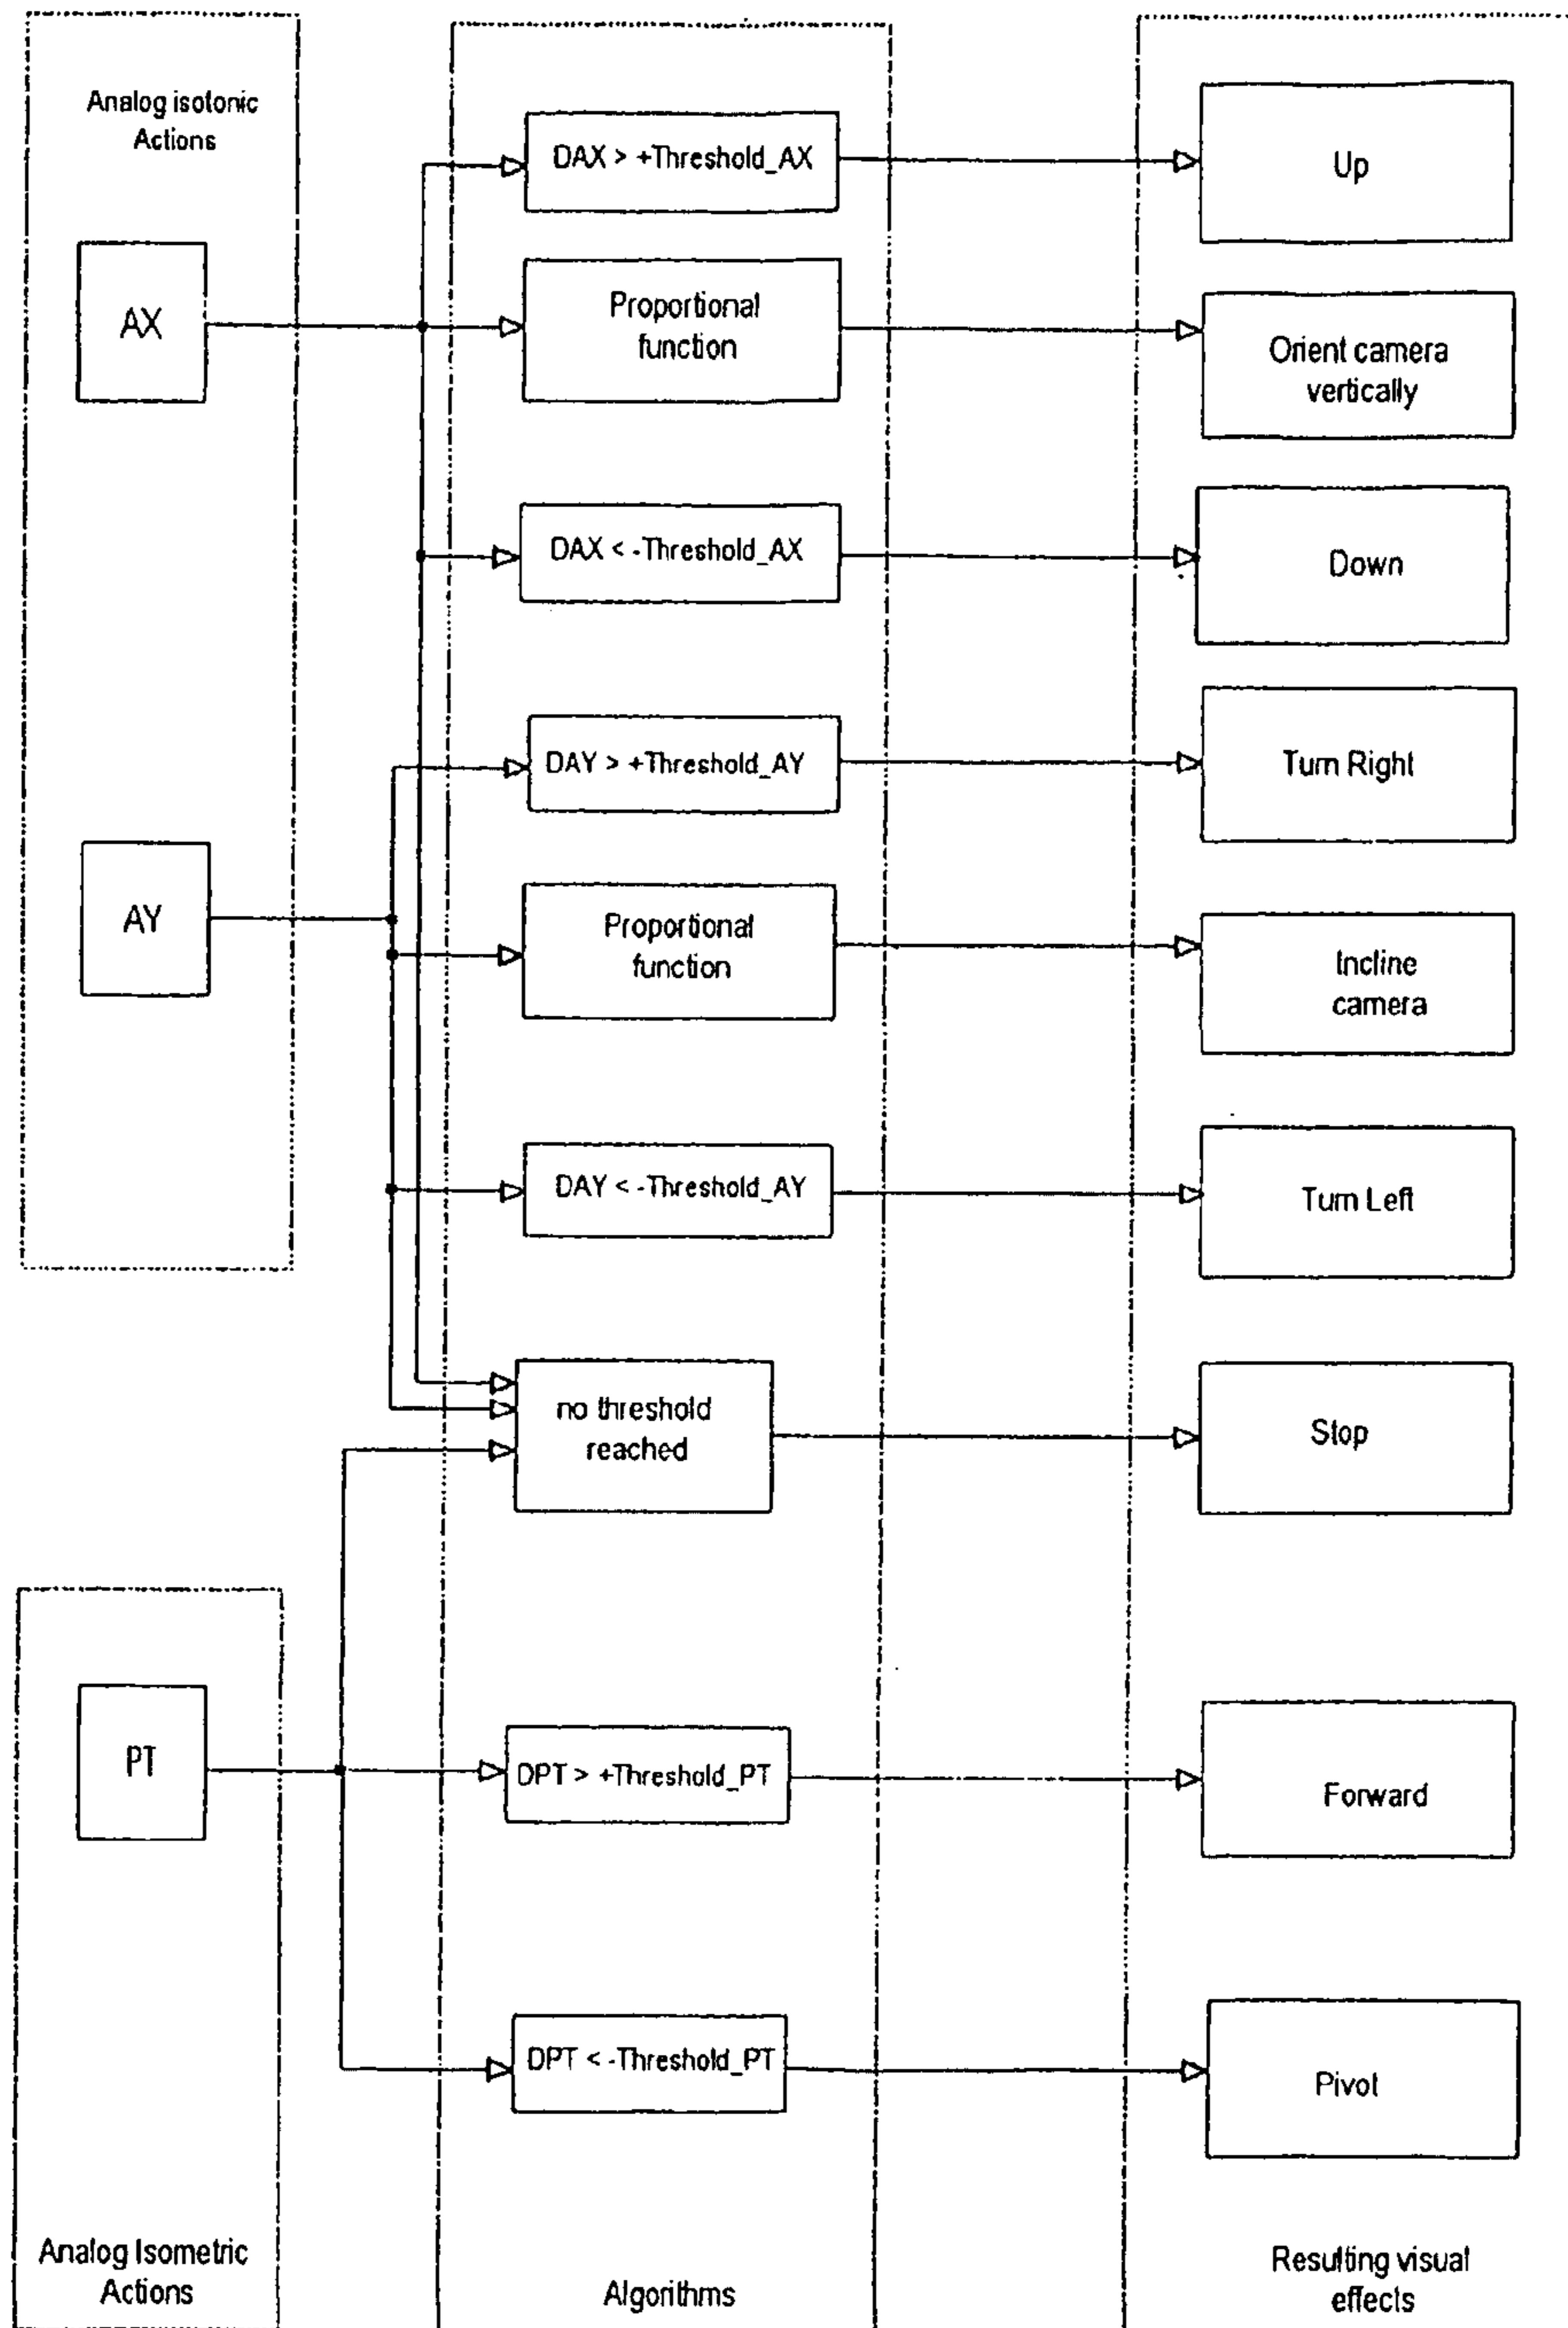 Analog isotonic
Actions
DAX > +Threshold_AX
Up
AX
Proportional
function
Orient camera
vertically
DAX < -Threshold_AX
Down
DAY > +Threshold_AY
Turn Right
AY
Proportional
function
Incline
camera
DAY < -Threshold_AY
Turn Left
no threshold
reached
Stop
PT
DPT > +Threshold_PT
Forward
DPT < -Threshold_PT
Pivot
Analog Isometric
Actions
Algorithms
Resulting visual
effects